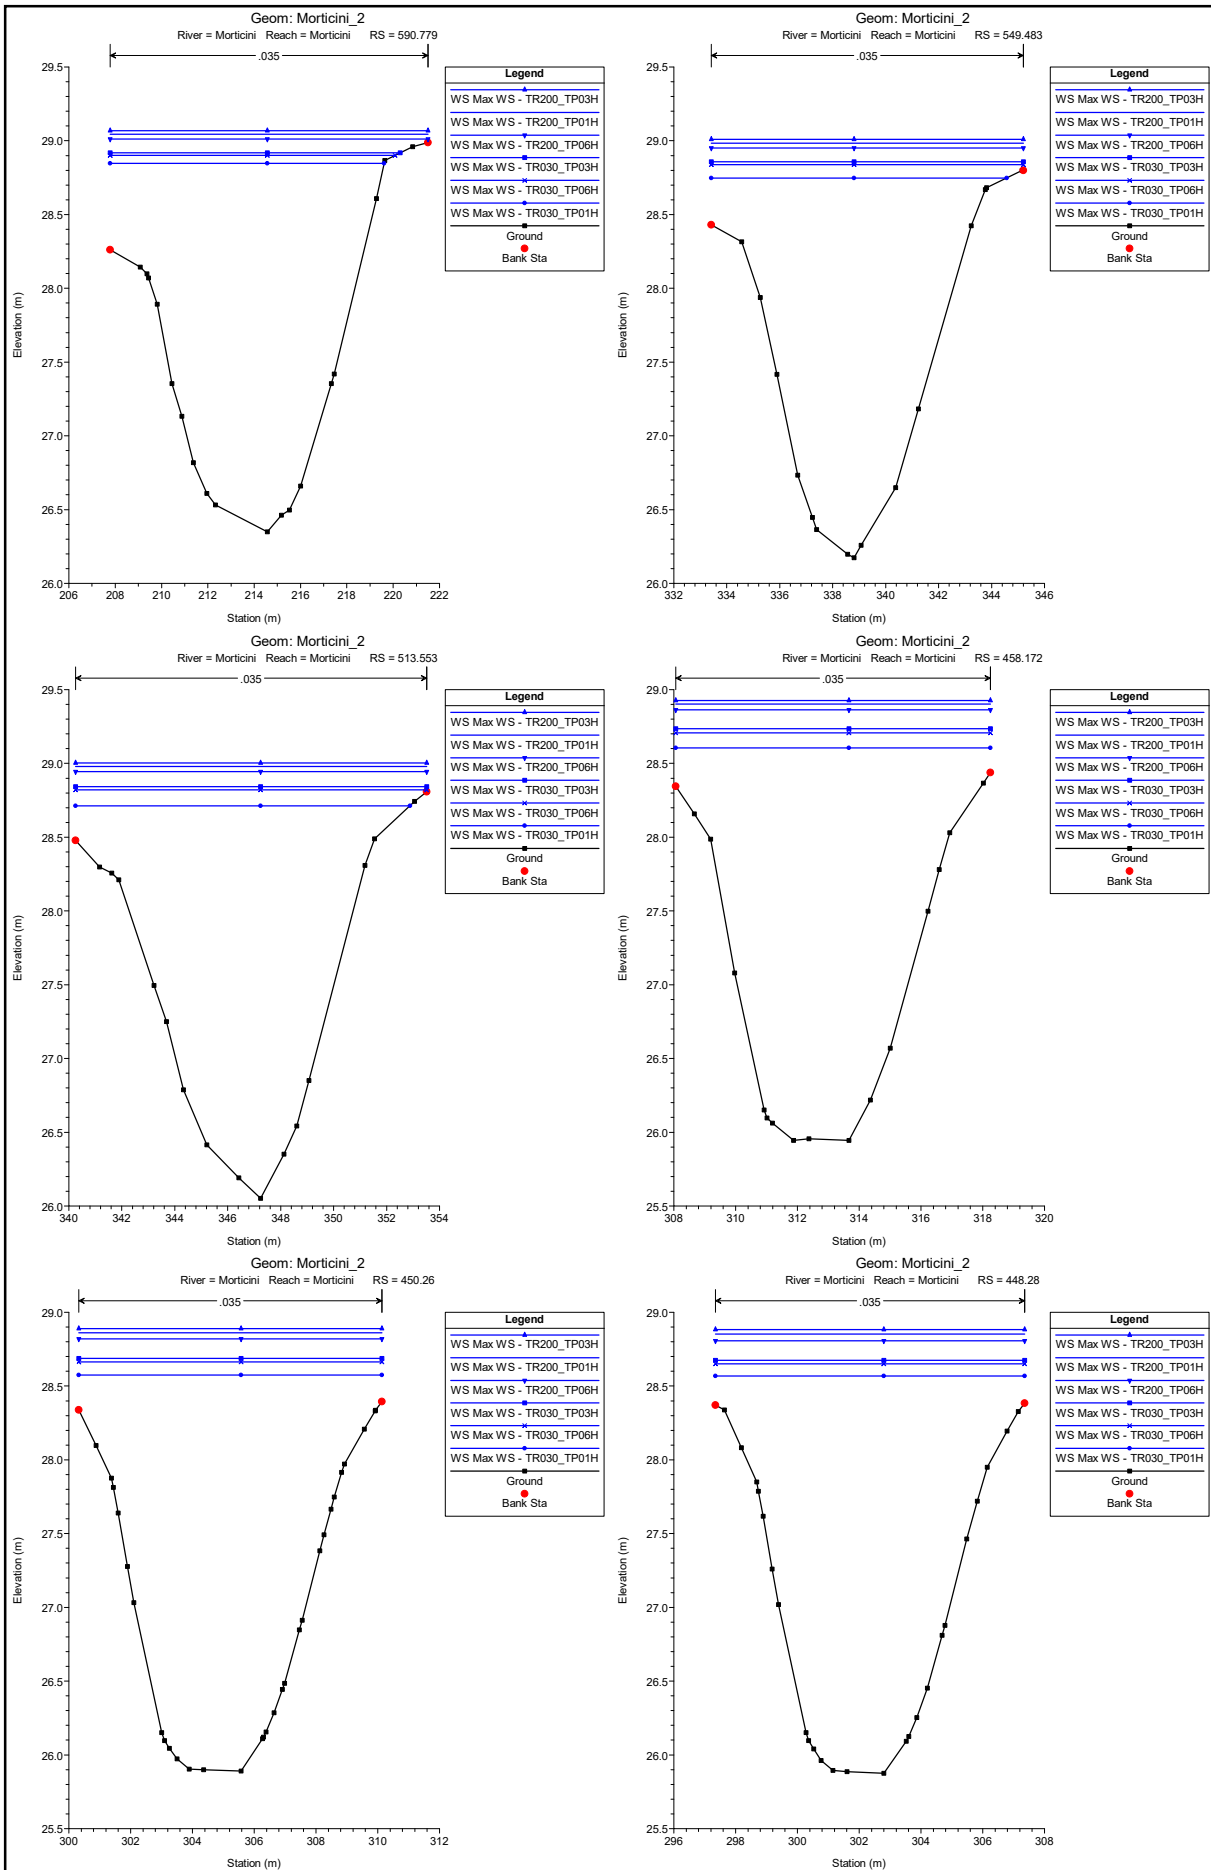 Geom: Morticini_2
River = Morticini   Reach = Morticini      RS = 590.779
.035
29.5
29.0
28.5
28.0
27.5
27.0
26.5
26.0
206 208 210 212 214 216 218 220 222
Station (m)
Elevation (m)
Legend
WS Max WS - TR200_TP03H
WS Max WS - TR200_TP01H
WS Max WS - TR200_TP06H
WS Max WS - TR030_TP03H
WS Max WS - TR030_TP06H
WS Max WS - TR030_TP01H
Ground
Bank Sta
Geom: Morticini_2
River = Morticini   Reach = Morticini      RS = 549.483
.035
29.5
29.0
28.5
28.0
27.5
27.0
26.5
26.0
332 334 336 338 340 342 344 346
Station (m)
Elevation (m)
Legend
WS Max WS - TR200_TP03H
WS Max WS - TR200_TP01H
WS Max WS - TR200_TP06H
WS Max WS - TR030_TP03H
WS Max WS - TR030_TP06H
WS Max WS - TR030_TP01H
Ground
Bank Sta
Geom: Morticini_2
River = Morticini   Reach = Morticini      RS = 513.553
.035
29.5
29.0
28.5
28.0
27.5
27.0
26.5
26.0
340 342 344 346 348 350 352 354
Station (m)
Elevation (m)
Legend
WS Max WS - TR200_TP03H
WS Max WS - TR200_TP01H
WS Max WS - TR200_TP06H
WS Max WS - TR030_TP03H
WS Max WS - TR030_TP06H
WS Max WS - TR030_TP01H
Ground
Bank Sta
Geom: Morticini_2
River = Morticini   Reach = Morticini      RS = 458.172
.035
29.0
28.5
28.0
27.5
27.0
26.5
26.0
25.5
308 310 312 314 316 318 320
Station (m)
Elevation (m)
Legend
WS Max WS - TR200_TP03H
WS Max WS - TR200_TP01H
WS Max WS - TR200_TP06H
WS Max WS - TR030_TP03H
WS Max WS - TR030_TP06H
WS Max WS - TR030_TP01H
Ground
Bank Sta
Geom: Morticini_2
River = Morticini   Reach = Morticini      RS = 450.26
.035
29.0
28.5
28.0
27.5
27.0
26.5
26.0
25.5
300 302 304 306 308 310 312
Station (m)
Elevation (m)
Legend
WS Max WS - TR200_TP03H
WS Max WS - TR200_TP01H
WS Max WS - TR200_TP06H
WS Max WS - TR030_TP03H
WS Max WS - TR030_TP06H
WS Max WS - TR030_TP01H
Ground
Bank Sta
Geom: Morticini_2
River = Morticini   Reach = Morticini      RS = 448.28
.035
29.0
28.5
28.0
27.5
27.0
26.5
26.0
25.5
296 298 300 302 304 306 308
Station (m)
Elevation (m)
Legend
WS Max WS - TR200_TP03H
WS Max WS - TR200_TP01H
WS Max WS - TR200_TP06H
WS Max WS - TR030_TP03H
WS Max WS - TR030_TP06H
WS Max WS - TR030_TP01H
Ground
Bank Sta